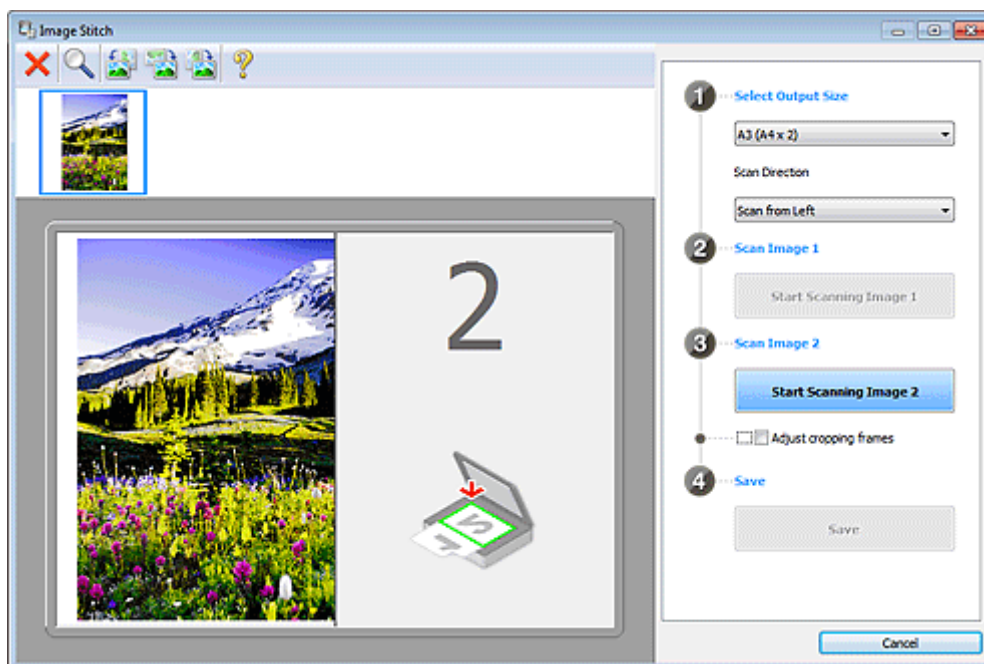 Image Stitch
1
Select Output Size
A3 (A4 x 2)
Scan Direction
Scan from Left
2
Scan Image 1
Start Scanning Image 1
3
Scan Image 2
Start Scanning Image 2
Adjust cropping frames
4
Save
Save
Cancel
2